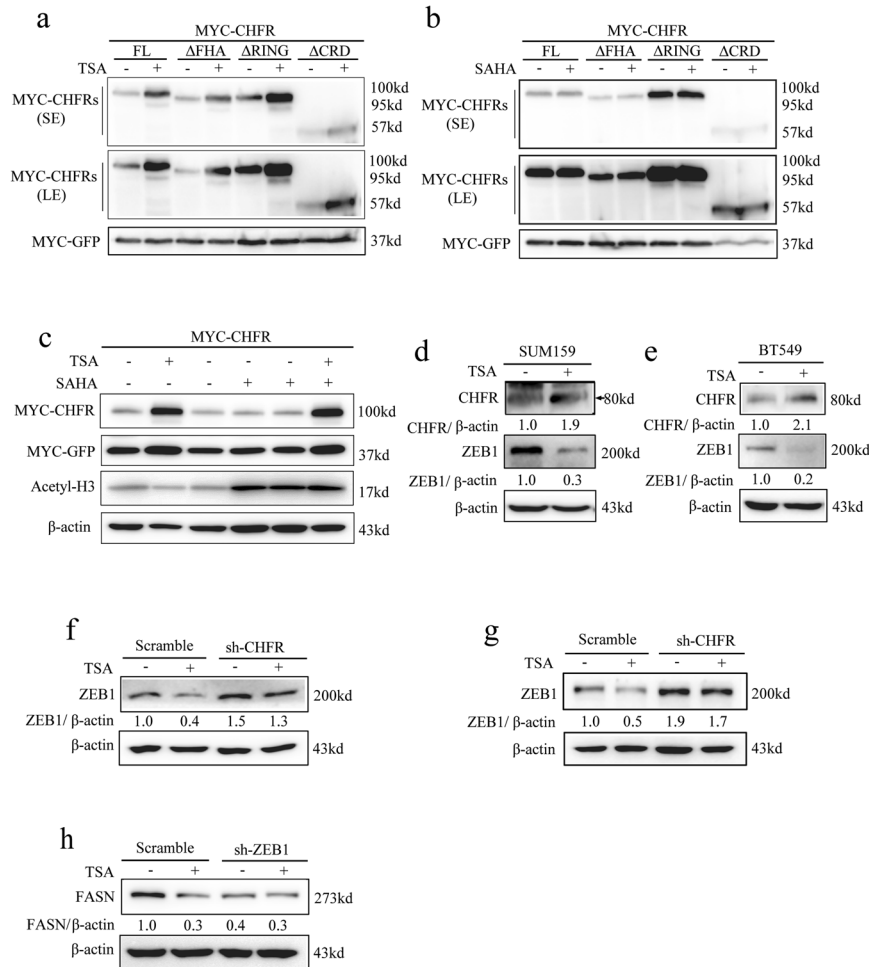 a
MYC-CHFR
FL ΔFHA ΔRING ΔCRD
TSA - + - + - + - +
MYC-CHFRs
(SE)
100kd
95kd
57kd
MYC-CHFRs
(LE)
100kd
95kd
57kd
MYC-GFP 37kd
b
MYC-CHFR
FL ΔFHA ΔRING ΔCRD
SAHA - + - + - + - +
MYC-CHFRs
(SE)
100kd
95kd
57kd
MYC-CHFRs
(LE)
100kd
95kd
57kd
MYC-GFP 37kd
c
MYC-CHFR
TSA - + - - - +
SAHA - - - + + +
MYC-CHFR 100kd
MYC-GFP 37kd
Acetyl-H3 17kd
β-actin 43kd
d
SUM159
TSA - +
CHFR 80kd
CHFR/ β-actin 1.0 1.9
ZEB1 200kd
ZEB1/ β-actin 1.0 0.3
β-actin 43kd
e
BT549
TSA - +
CHFR 80kd
CHFR/ β-actin 1.0 2.1
ZEB1 200kd
ZEB1/ β-actin 1.0 0.2
β-actin 43kd
f
Scramble sh-CHFR
TSA - + - +
ZEB1 200kd
ZEB1/ β-actin 1.0 0.4 1.5 1.3
β-actin 43kd
g
Scramble sh-CHFR
TSA - + - +
ZEB1 200kd
ZEB1/ β-actin 1.0 0.5 1.9 1.7
β-actin 43kd
h
Scramble sh-ZEB1
TSA - + - +
FASN 273kd
FASN/β-actin 1.0 0.3 0.4 0.3
β-actin 43kd